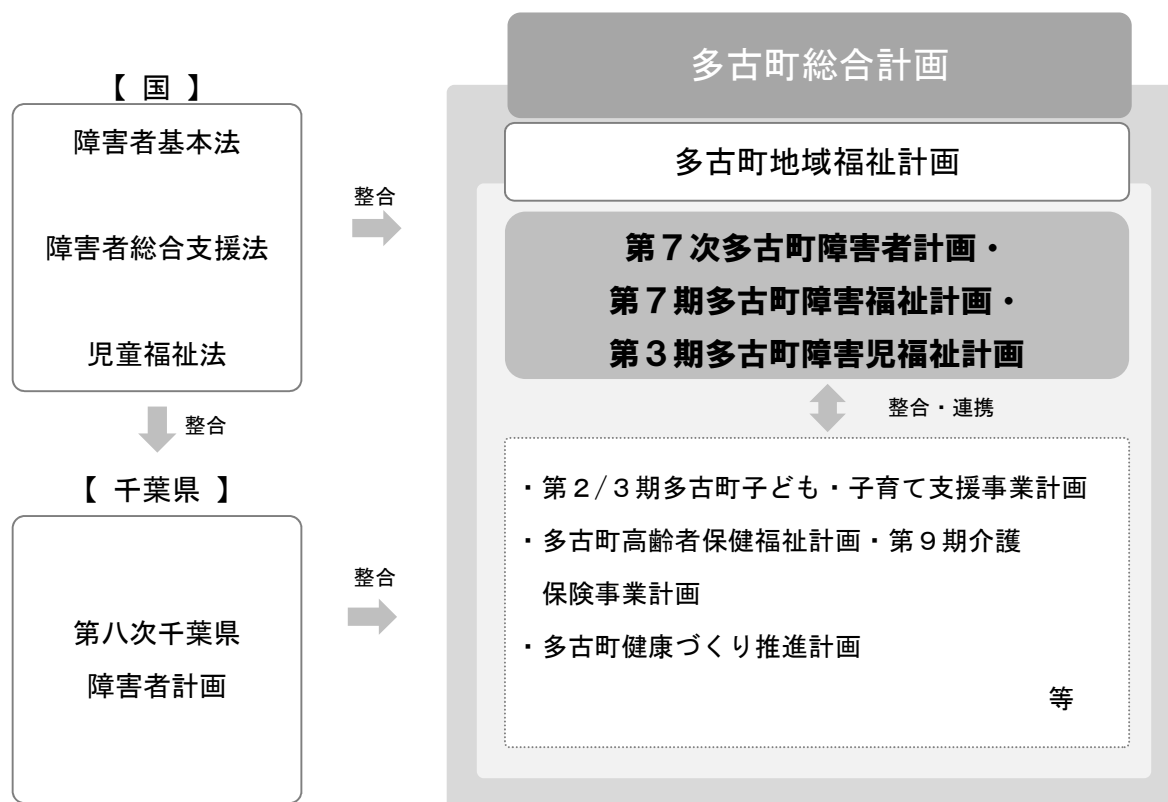 【 国 】
障害者基本法
障害者総合支援法
児童福祉法
整合
【 千葉県 】
第八次千葉県
障害者計画
整合
整合
多古町総合計画
多古町地域福祉計画
第７次多古町障害者計画・
第７期多古町障害福祉計画・
第３期多古町障害児福祉計画
整合・連携
・第２/３期多古町子ども・子育て支援事業計画
・多古町高齢者保健福祉計画・第９期介護
保険事業計画
・多古町健康づくり推進計画
等